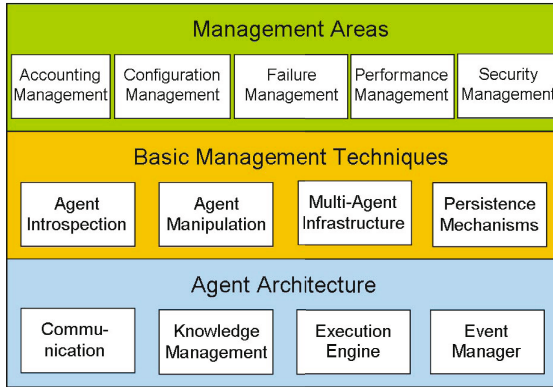 Management Areas
Accounting
Management
Configuration
Management
Failure
Management
Performance
Management
Security
Management
Basic Management Techniques
Agent
Introspection
Agent
Manipulation
Multi-Agent
Infrastructure
Persistence
Mechanisms
Agent Architecture
Commu-
nication
Knowledge
Management
Execution
Engine
Event
Manager